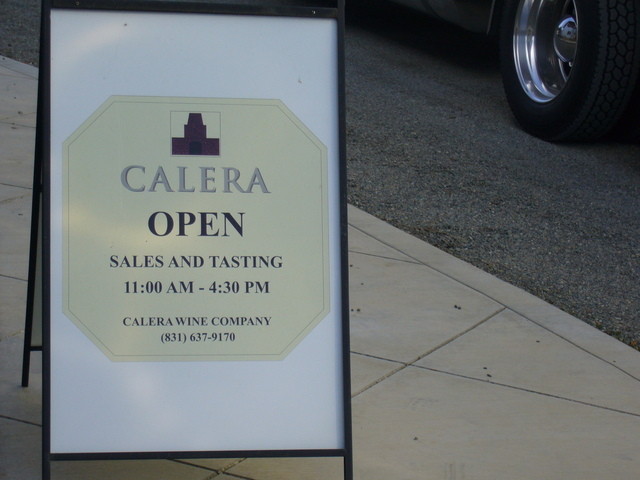 CALERA
OPEN
SALES AND TASTING
11:00 AM - 4:30 PM
CALERA WINE COMPANY
(831) 637-9170